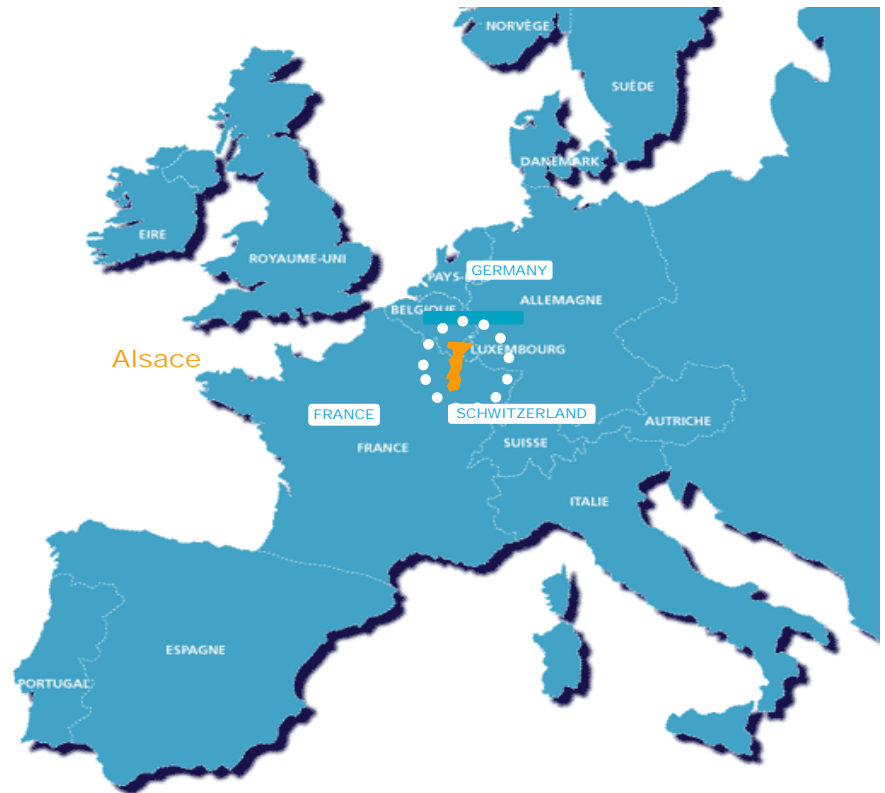 NORVÈGE
SUÈDE
DANEMARK
EIRE
ROYAUME-UNI
PAYS-
GERMANY
ALLEMAGNE
BELGIQUE
LUXEMBOURG
Alsace
FRANCE
SCHWITZERLAND
AUTRICHE
FRANCE
SUISSE
ITALIE
ESPAGNE
PORTUGAL